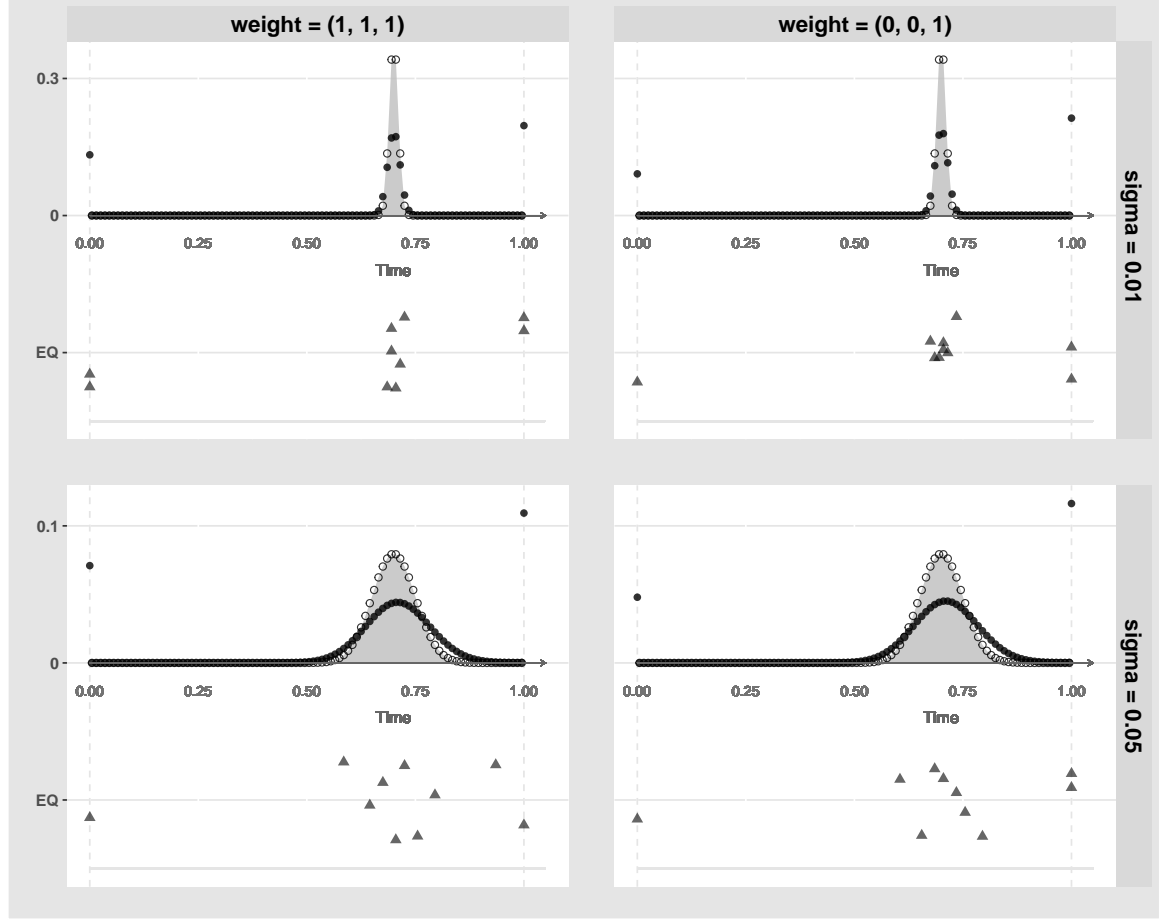 weight = (1, 1, 1)
weight = (0, 0, 1)
0.3
0
0.00 0.25 0.50 0.75 1.00
Time
EQ
0.00 0.25 0.50 0.75 1.00
Time
sigma = 0.01
0.1
0
0.00 0.25 0.50 0.75 1.00
Time
EQ
0.00 0.25 0.50 0.75 1.00
Time
sigma = 0.05